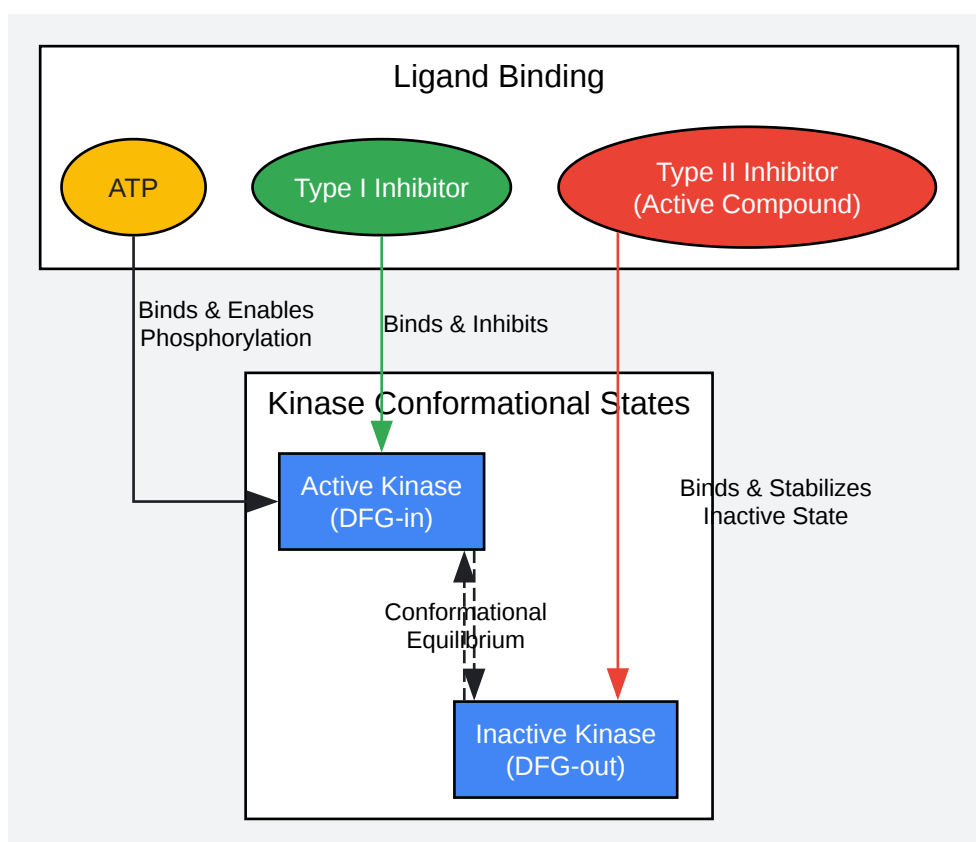 Ligand Binding
ATP
Type I Inhibitor
Type II Inhibitor
(Active Compound)
Binds & Enables
Phosphorylation
Binds & Inhibits
Kinase Conformational States
Active Kinase
(DFG-in)
Binds & Stabilizes
Inactive State
Conformational
Equilibrium
Inactive Kinase
(DFG-out)